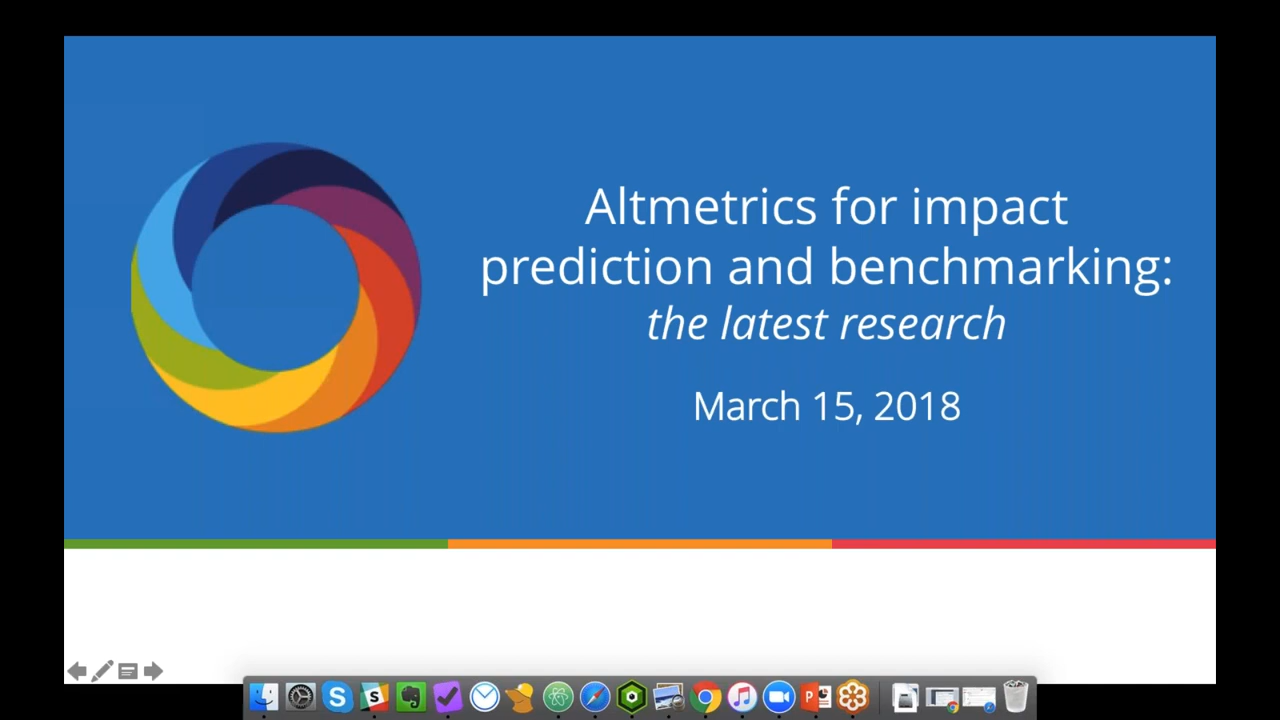 Altmetrics for impact
prediction and benchmarking:
the latest research
March 15, 2018